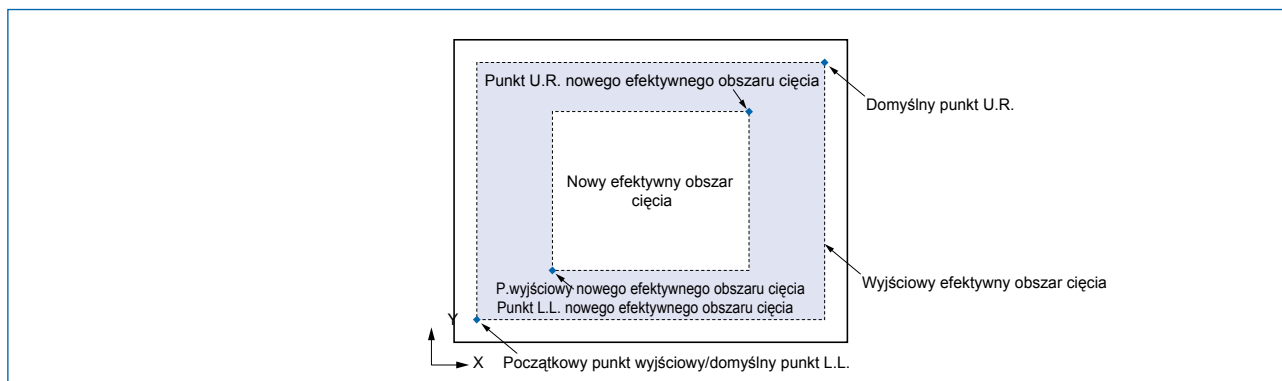 Punkt U.R. nowego efektywnego obszaru cięcia
Domyślny punkt U.R.
Nowy efektywny obszar
cięcia
Wyjściowy efektywny obszar cięcia
P.wyjściowy nowego efektywnego obszaru cięcia
Punkt L.L. nowego efektywnego obszaru cięcia
Y
X
Początkowy punkt wyjściowy/domyślny punkt L.L.